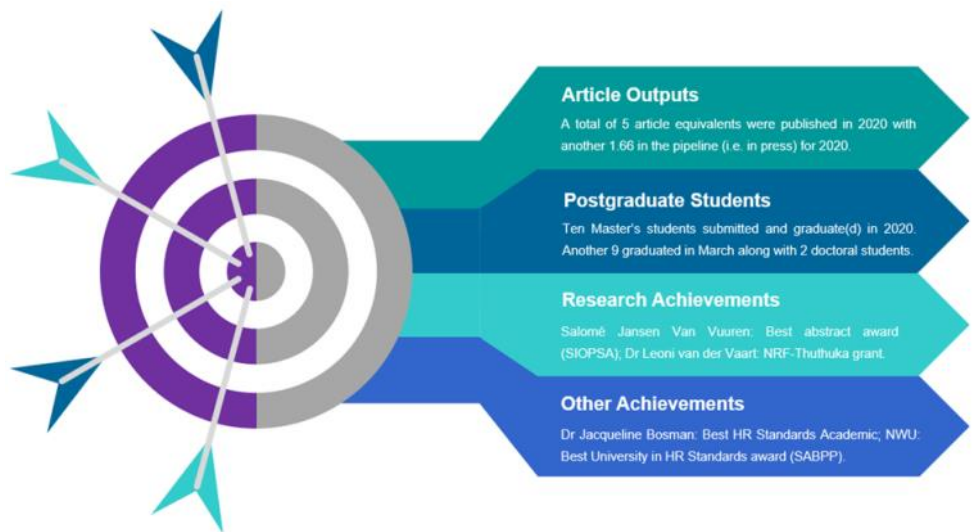 Article Outputs
A total of 5 article equivalents were published in 2020 with
another 1.66 in the pipeline (i.e. in press) for 2020.
Postgraduate Students
Ten Master's students submitted and graduate(d) in 2020.
Another 9 graduated in March along with 2 doctoral students.
Research Achievements
Salomé Jansen Van Vuuren: Best abstract award
(SIOPSA); Dr Leoni van der Vaart: NRF-Thuthuka grant.
Other Achievements
Dr Jacqueline Bosman: Best HR Standards Academic; NWU:
Best University in HR Standards award (SABPP).